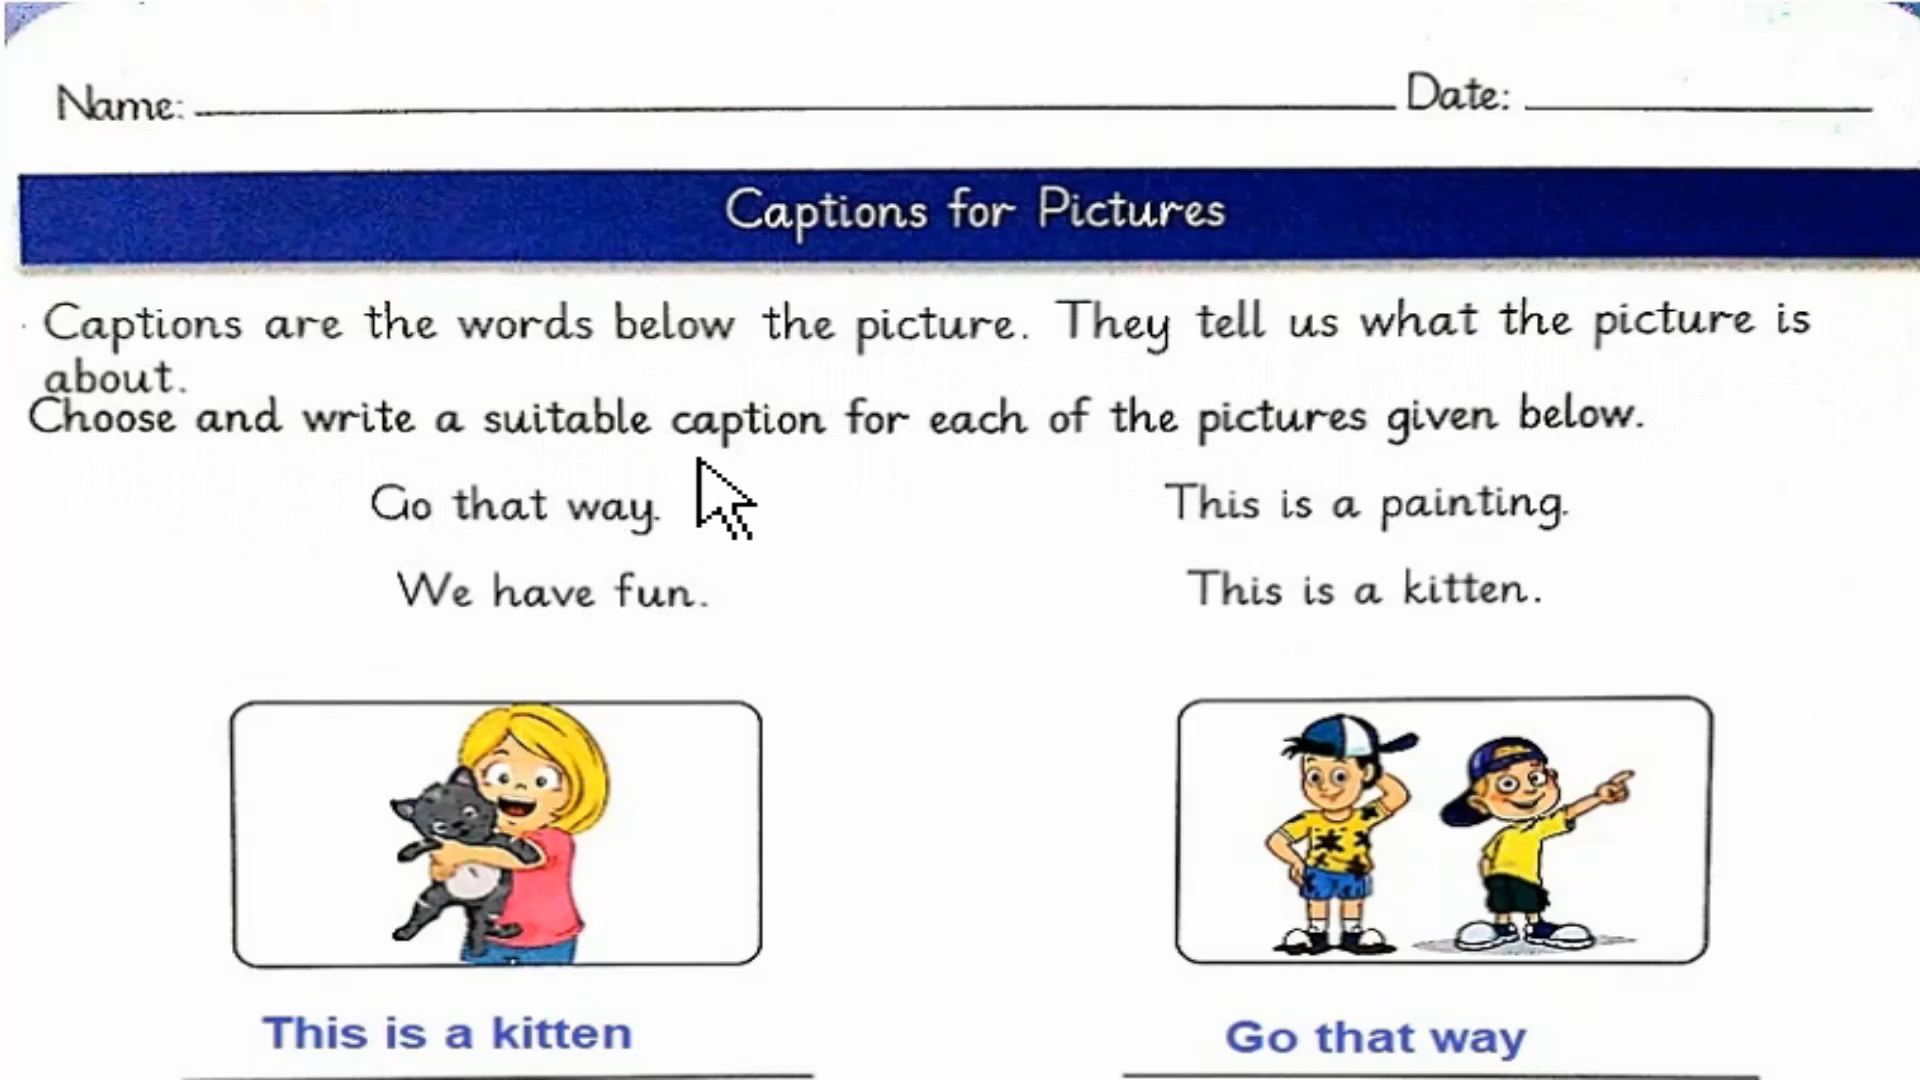 Name: Date:
Captions for Pictures
Captions are the words below the picture. They tell us what the picture is
about.
Choose and write a suitable caption for each of the pictures given below.
Go that way. This is a painting.
We have fun. This is a kitten.
This is a kitten Go that way